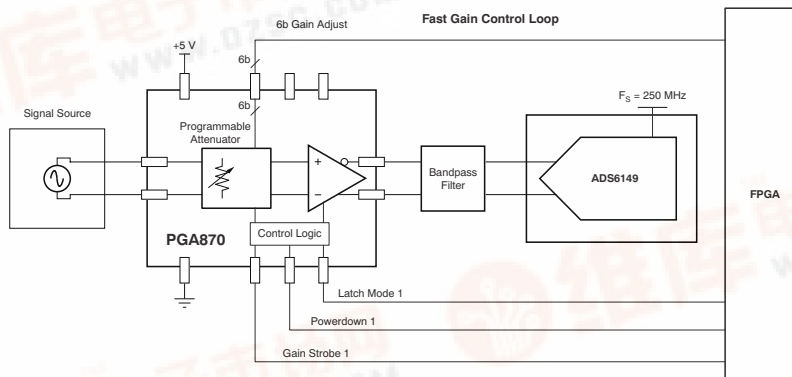 6b Gain Adjust
Fast Gain Control Loop
+5 V
6b
6b
Signal Source
Programmable
Attenuator
F_S = 250 MHz
+
−
Bandpass
Filter
ADS6149
FPGA
Control Logic
PGA870
Latch Mode 1
Powerdown 1
Gain Strobe 1